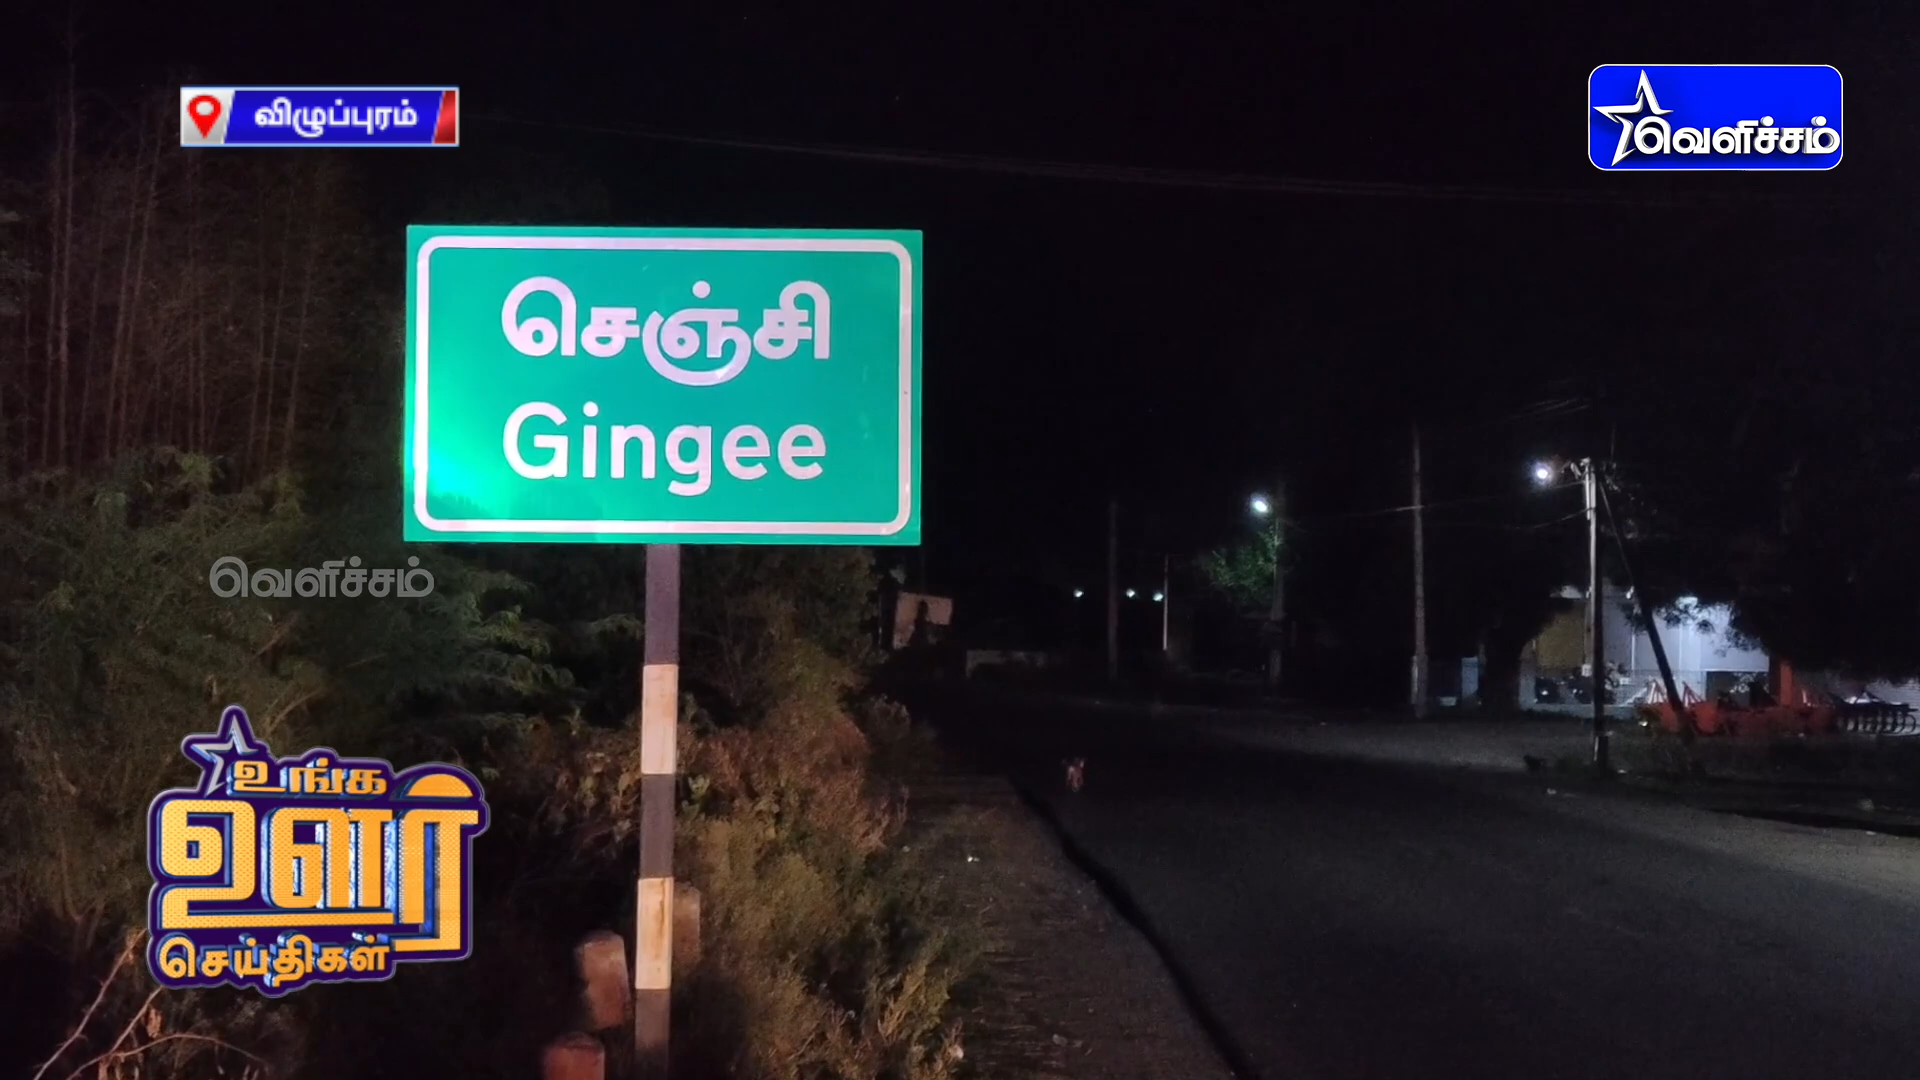 விழுப்புரம்
வெளிச்சம்
செஞ்சி
Gingee
வெளிச்சம்
உங்க
ஊர்
செய்திகள்